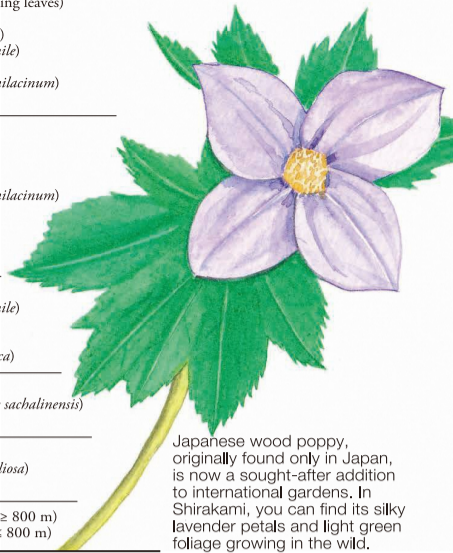 ing leaves)
)
ile)
nilacinum)
nilacinum)
ile)
ca)
sachalinensis)
liosa)
≥ 800 m)
≤ 800 m)
Japanese wood poppy,
originally found only in Japan,
is now a sought-after addition
to international gardens. In
Shirakami, you can find its silky
lavender petals and light green
foliage growing in the wild.